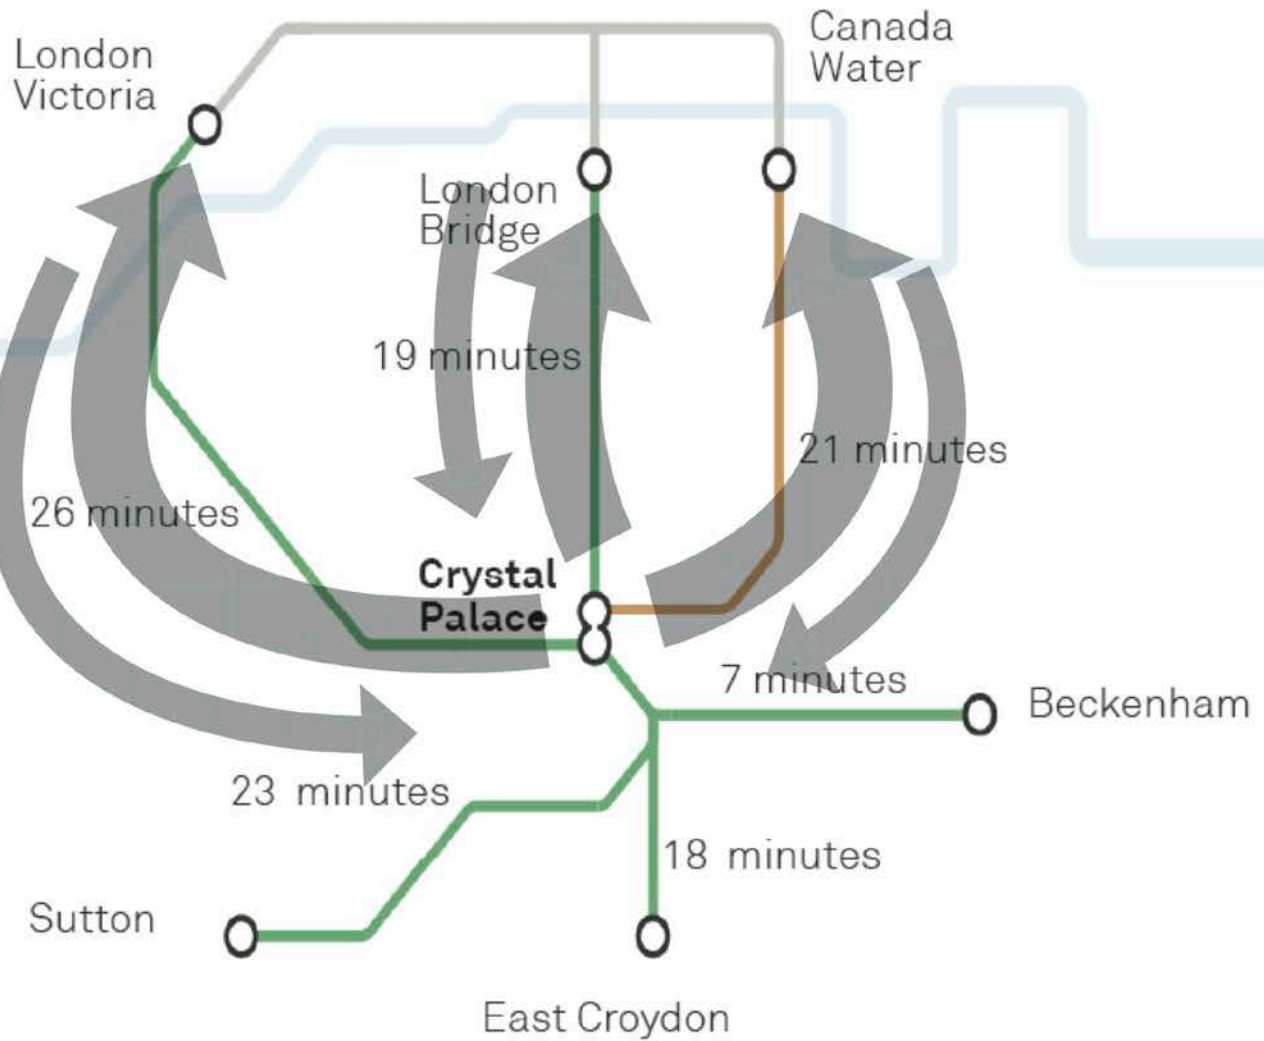 London
Victoria
Canada
Water
London
Bridge
19 minutes
21 minutes
26 minutes
Crystal
Palace
7 minutes
Beckenham
23 minutes
18 minutes
Sutton
East Croydon